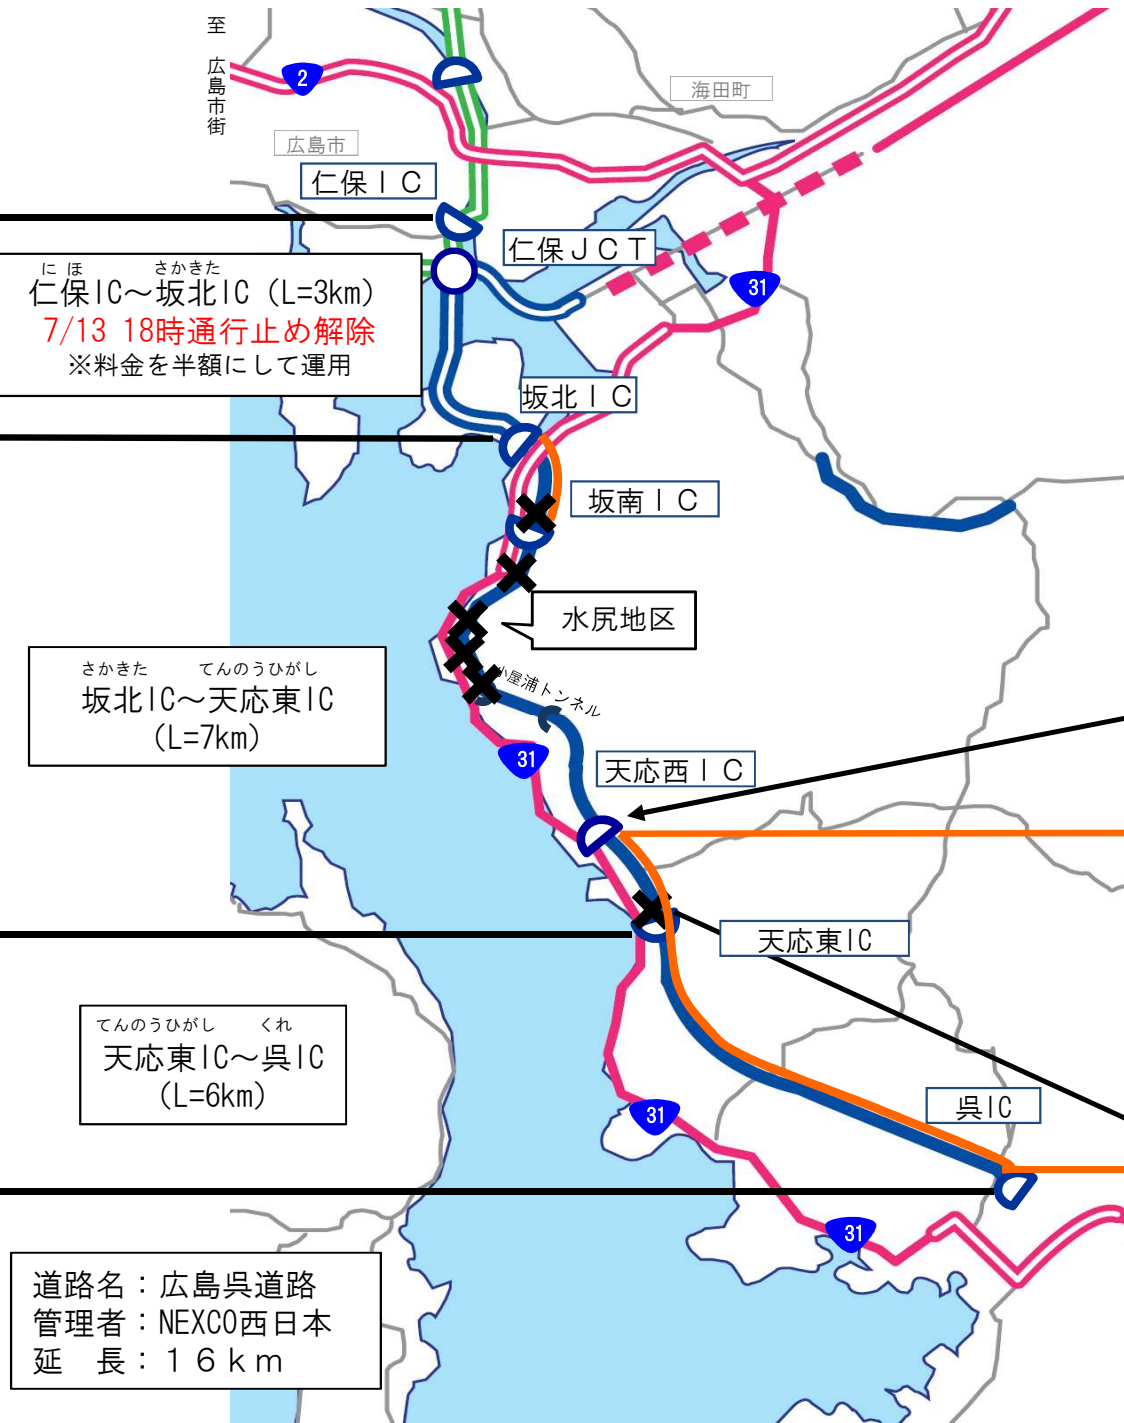 至 広島市街
2
海田町
広島市
仁保IC
仁保JCT
31
にほ さかきた
仁保IC～坂北IC (L=3km)
7/13 18時通行止め解除
※料金を半額にして運用
坂北IC
坂南IC
水尻地区
さかきた てんのうひがし
坂北IC～天応東IC
(L=7km)
小屋浦トンネル
31
天応西IC
天応東IC
てんのうひがし くれ
天応東IC～呉IC
(L=6km)
呉IC
31
31
道路名：広島呉道路
管理者：NEXCO西日本
延　長：１６ｋｍ